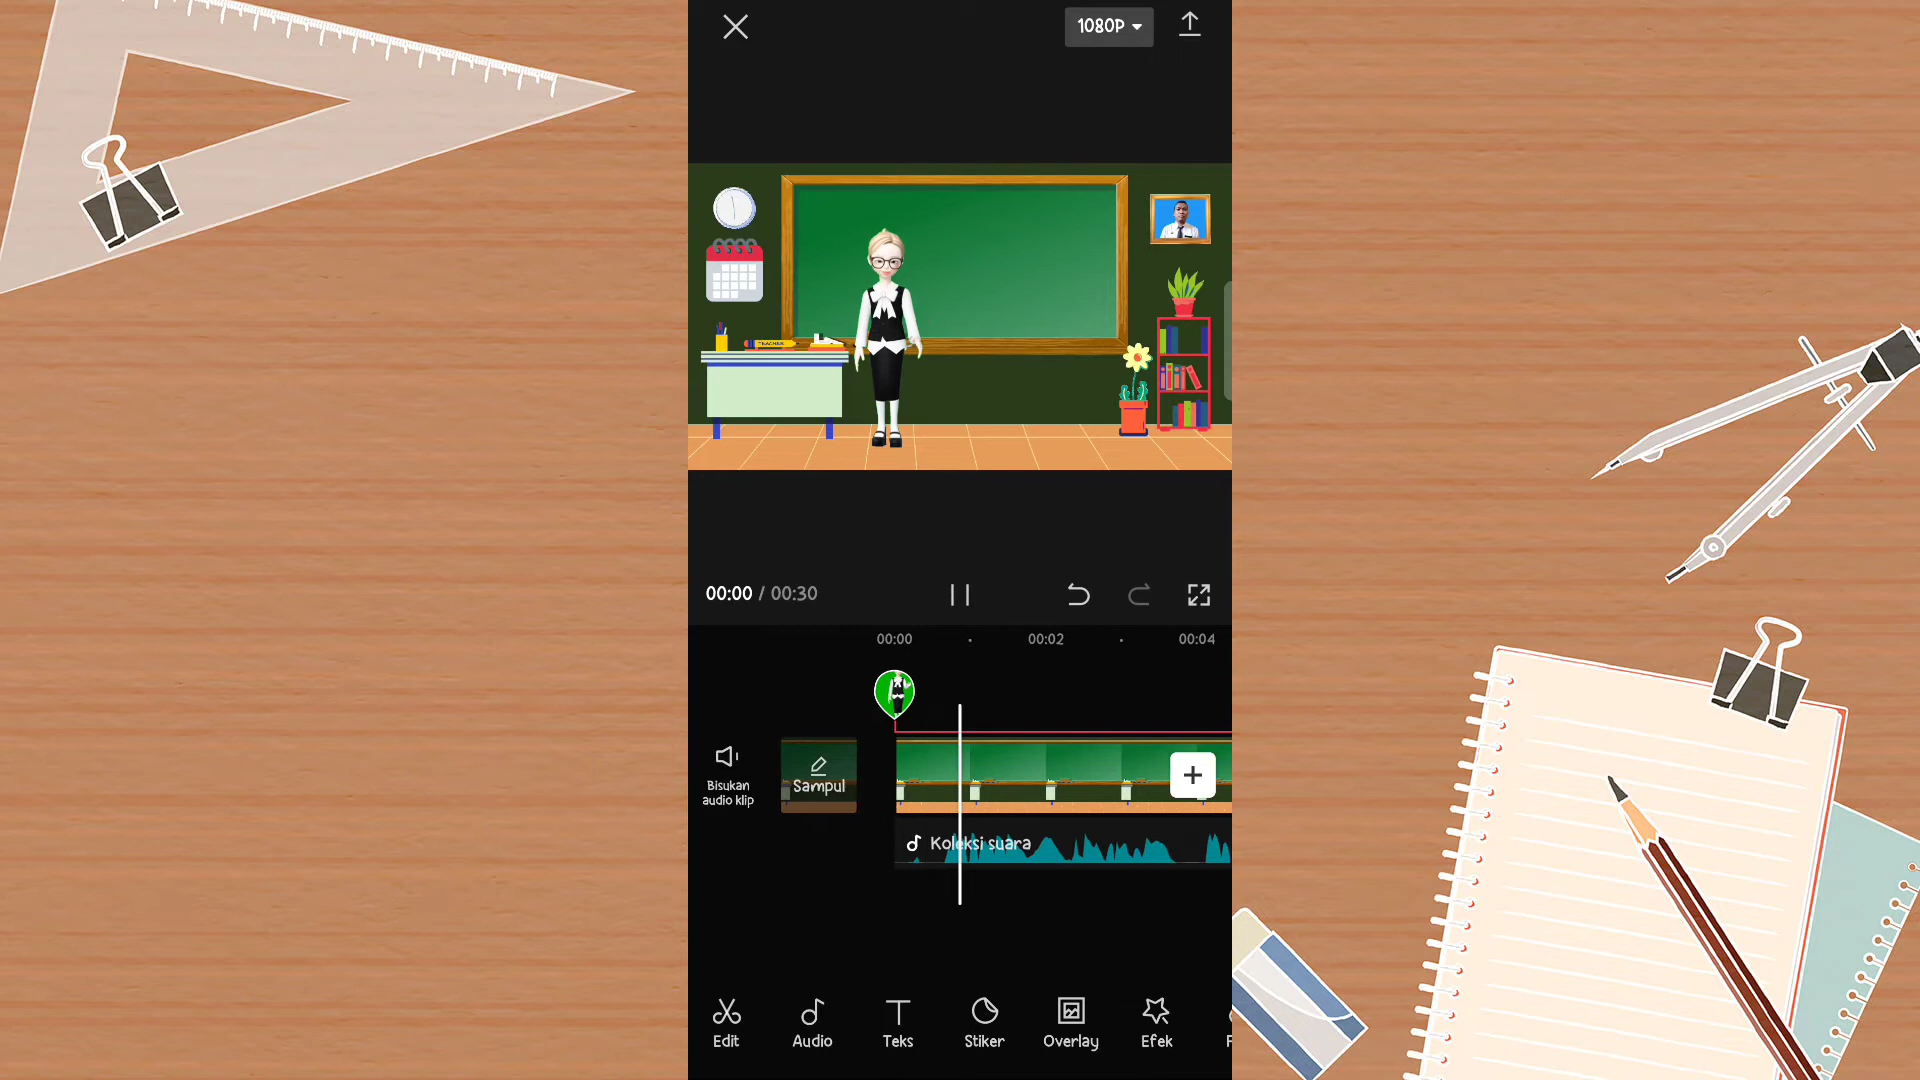 1080P
TEACHER
00:00 / 00:30
00:00
00:02
00:04
Bisukan
audio klip
Sampul
Koleksi suara
Edit
Audio
Teks
Stiker
Overlay
Efek